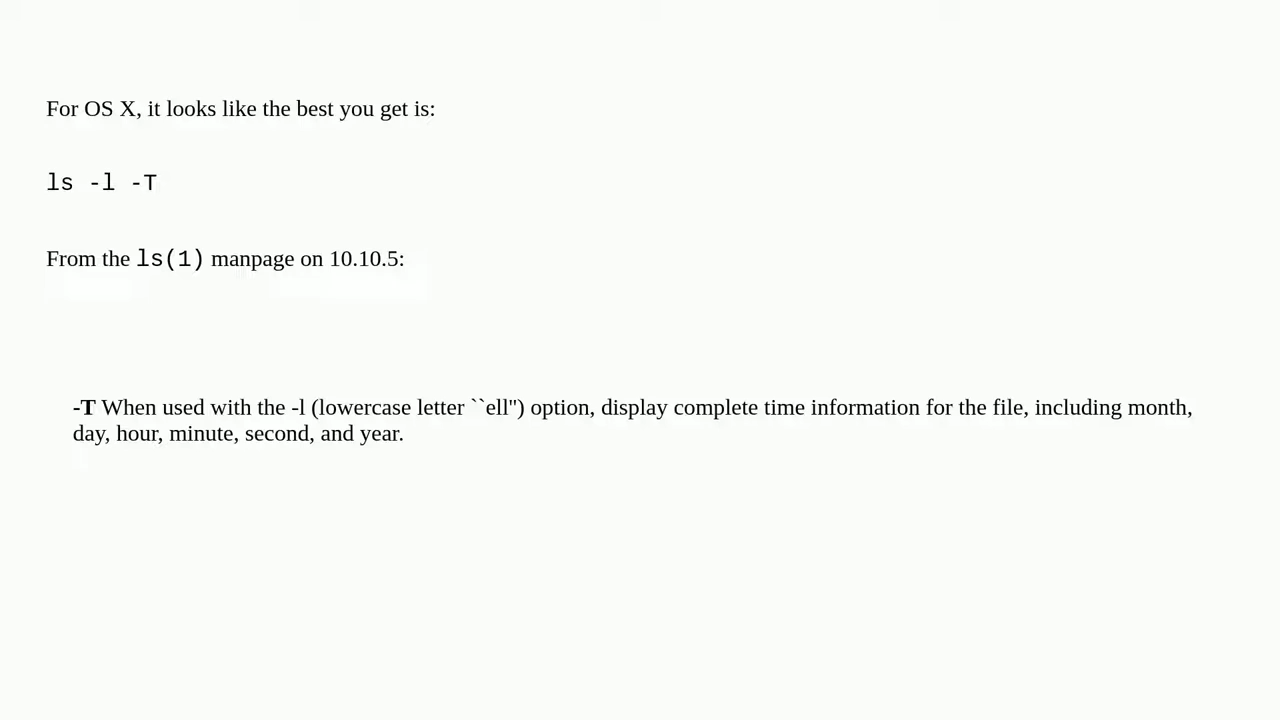 For OS X, it looks like the best you get is:
ls -l -T
From the ls(1) manpage on 10.10.5:
-T When used with the -l (lowercase letter ``ell'') option, display complete time information for the file, including month,
day, hour, minute, second, and year.